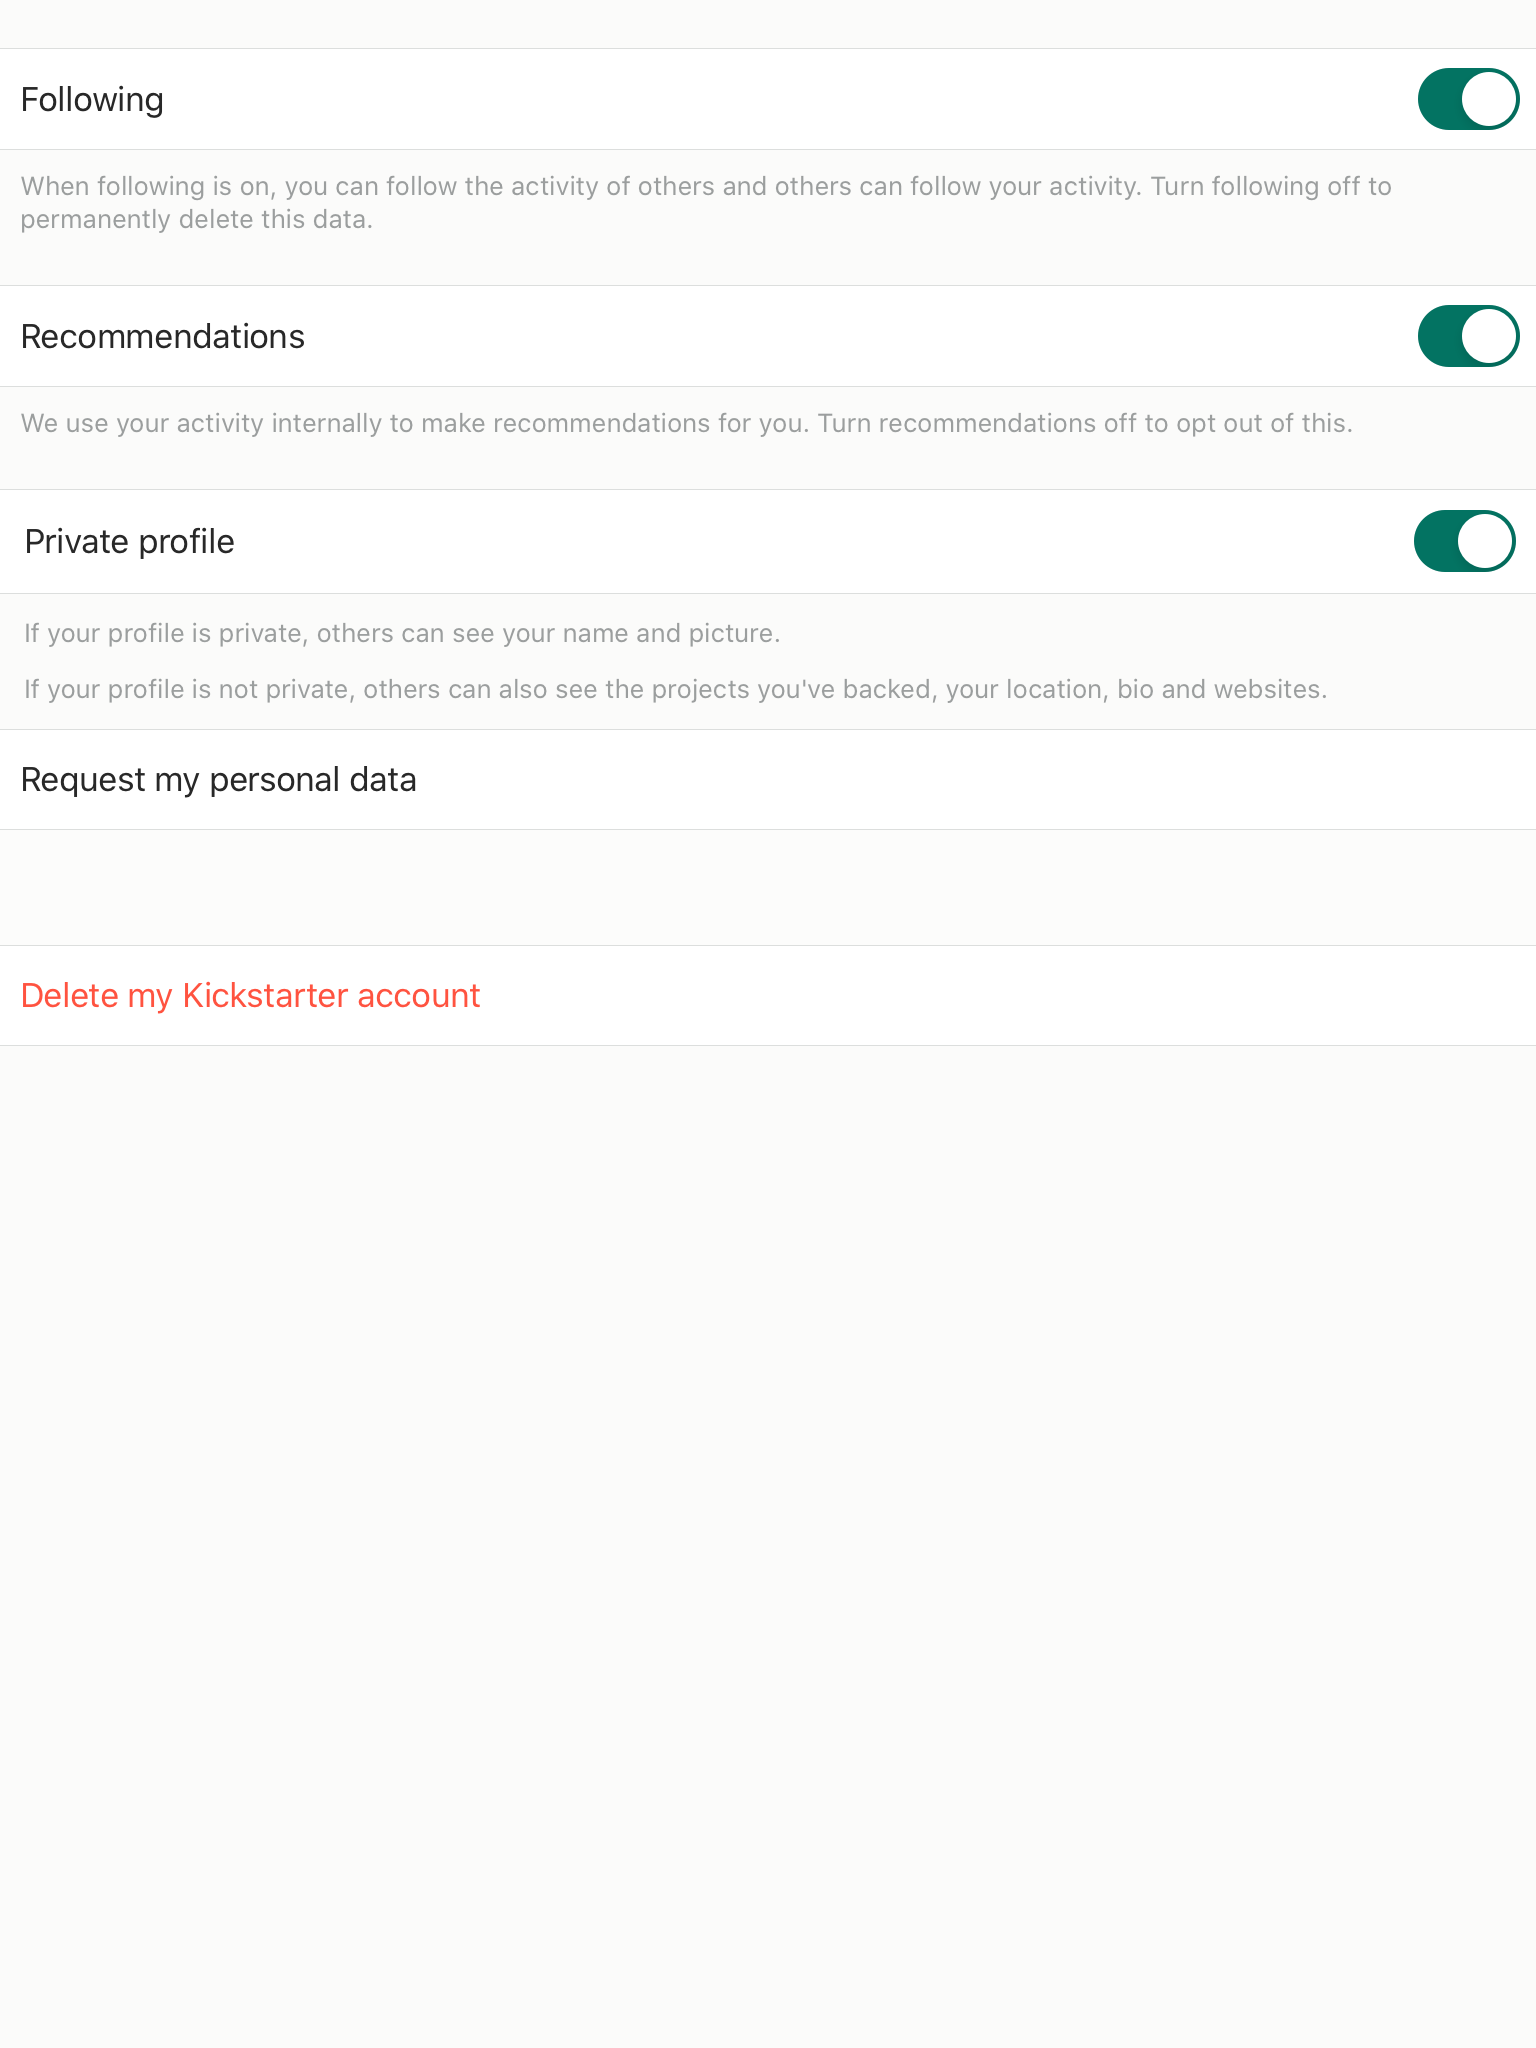 Following
When following is on, you can follow the activity of others and others can follow your activity. Turn following off to
permanently delete this data.
Recommendations
We use your activity internally to make recommendations for you. Turn recommendations off to opt out of this.
Private profile
If your profile is private, others can see your name and picture.
If your profile is not private, others can also see the projects you've backed, your location, bio and websites.
Request my personal data
Delete my Kickstarter account